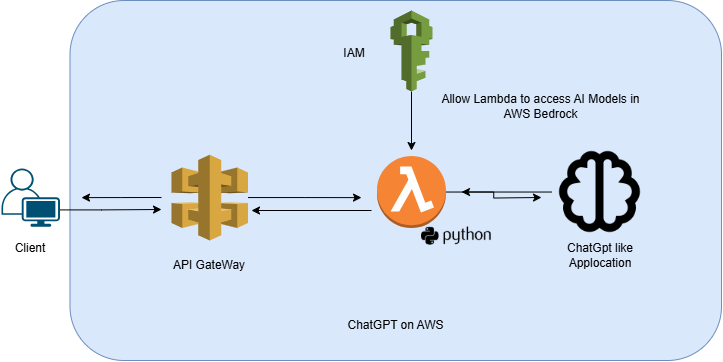 IAM
Allow Lambda to access AI Models in
AWS Bedrock
python
Client
API GateWay
ChatGpt like
Applocation
ChatGPT on AWS